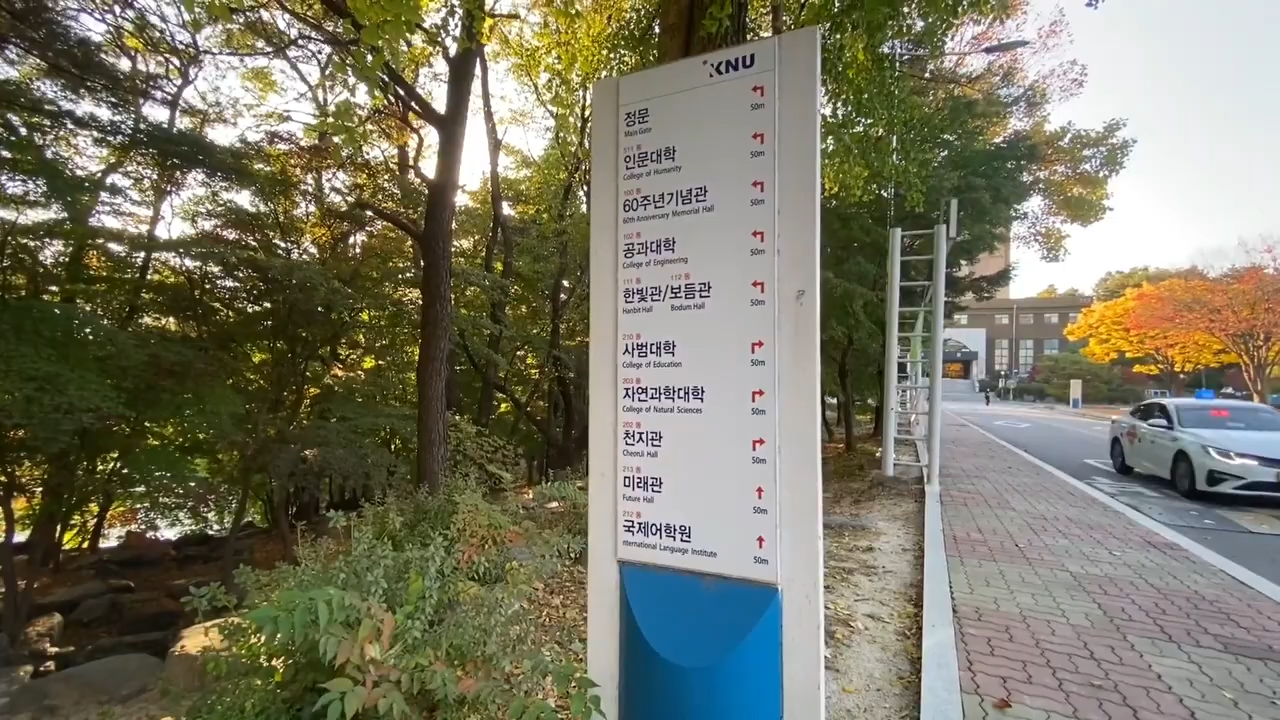 KNU
정문
Main Gate
50m
511 동
인문대학
College of Humanity
50m
100 동
60주년기념관
60th Anniversary Memorial Hall
50m
102 동
공과대학
College of Engineering
50m
111 동 112 동
한빛관/보듬관
Hanbit Hall Bodum Hall
50m
210 동
사범대학
College of Education
50m
203 동
자연과학대학
College of Natural Sciences
50m
202 동
천지관
Cheonji Hall
50m
213 동
미래관
Future Hall
50m
212 동
국제어학원
nternational Language Institute
50m